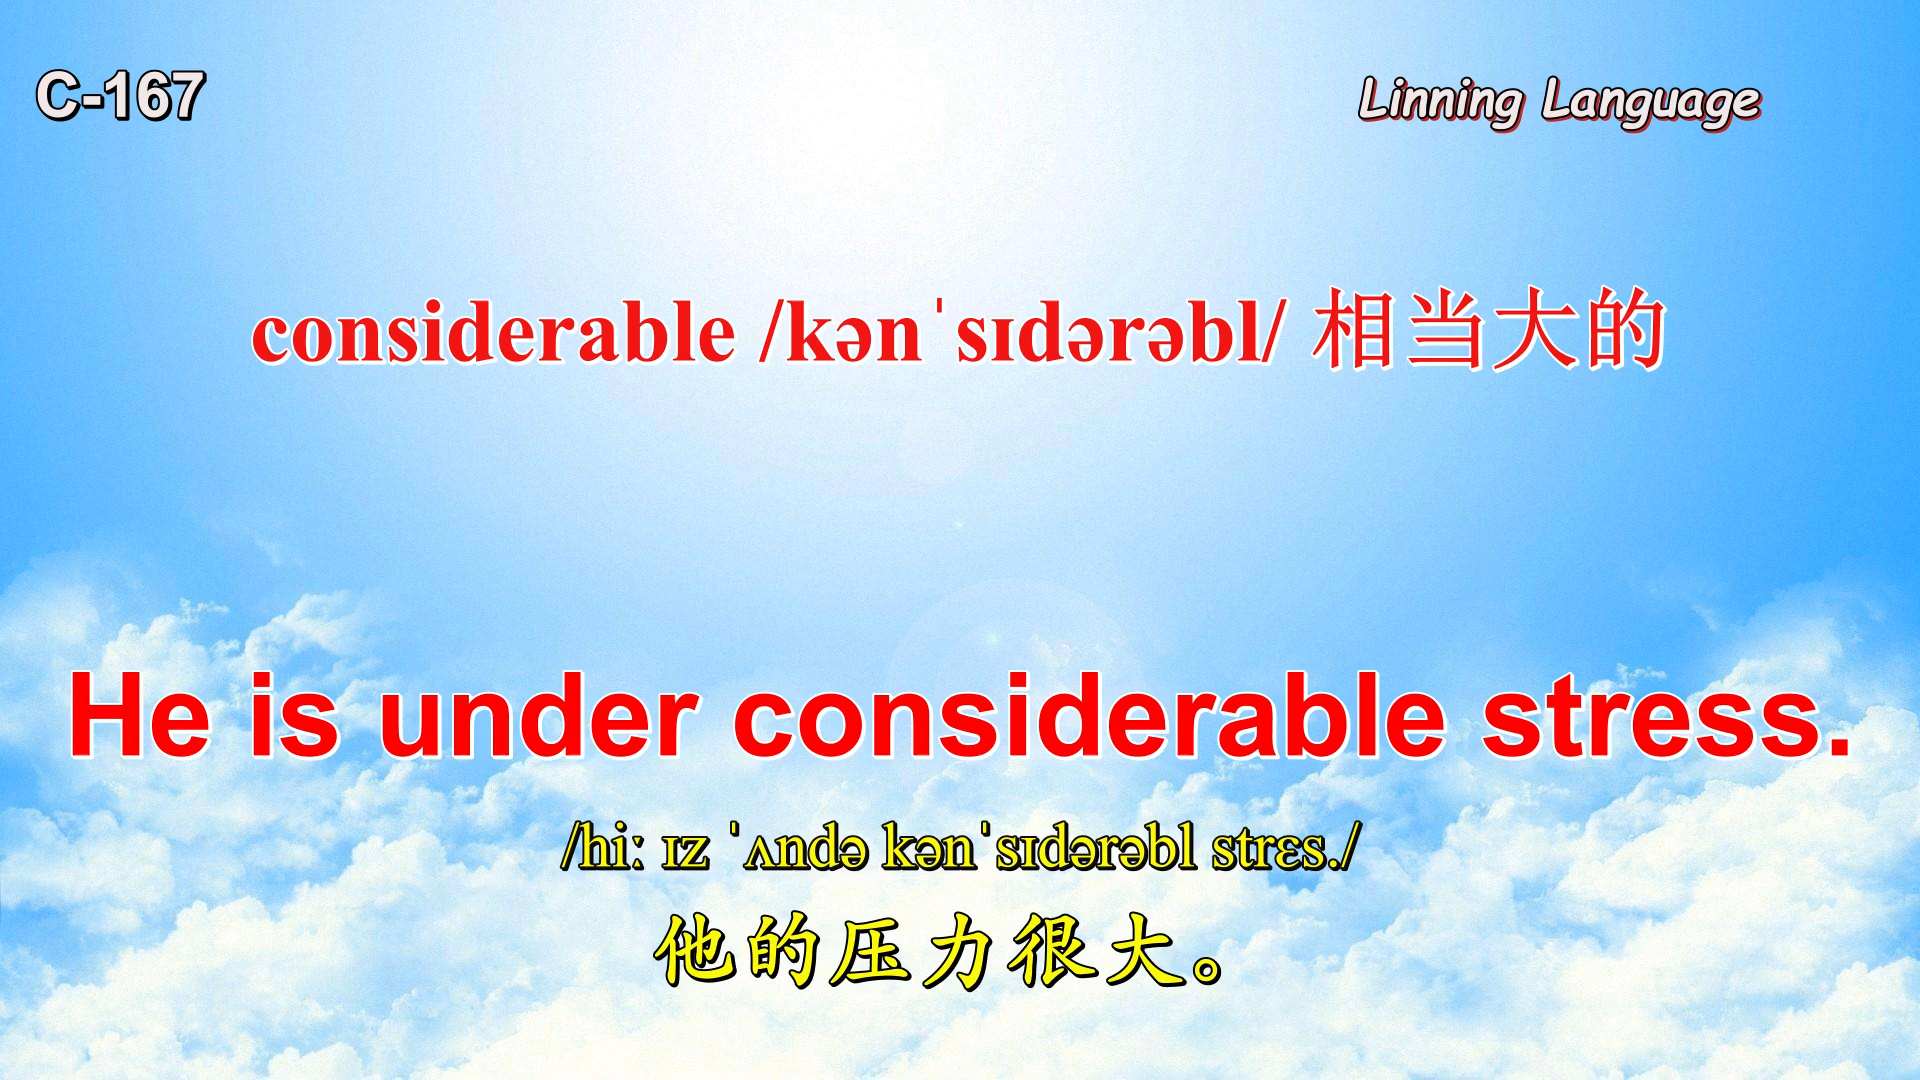 C-167
Linning Language
considerable /kənˈsɪdərəbl/ 相当大的
He is under considerable stress.
/hiː ɪz ˈʌndə kənˈsɪdərəbl strɛs./
他的压力很大。